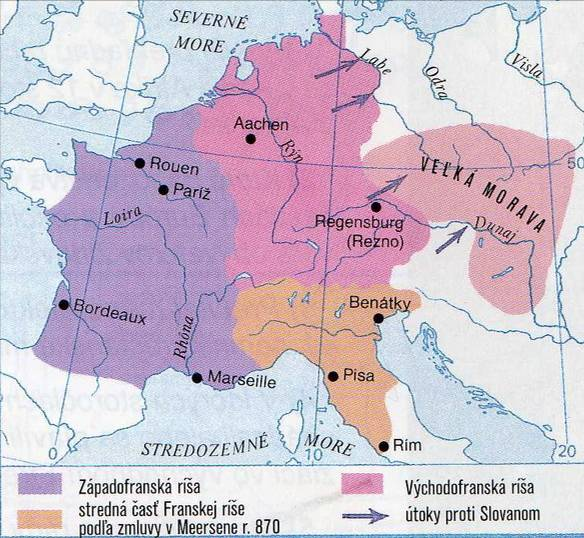 SEVERNÉ
MORE
Labe
Odra
Visla
Aachen
Rýn
50
Rouen
Paríž
VEĽKÁ MORAVA
Loira
Regensburg
(Rezno)
Dunaj
Bordeaux
Rhôna
Benátky
Marseille
Pisa
STREDOZEMNÉ MORE
Rím
0
10
20
Západofranská ríša
stredná časť Franskej ríše
podľa zmluvy v Meersene r. 870
Východofranská ríša
útoky proti Slovanom